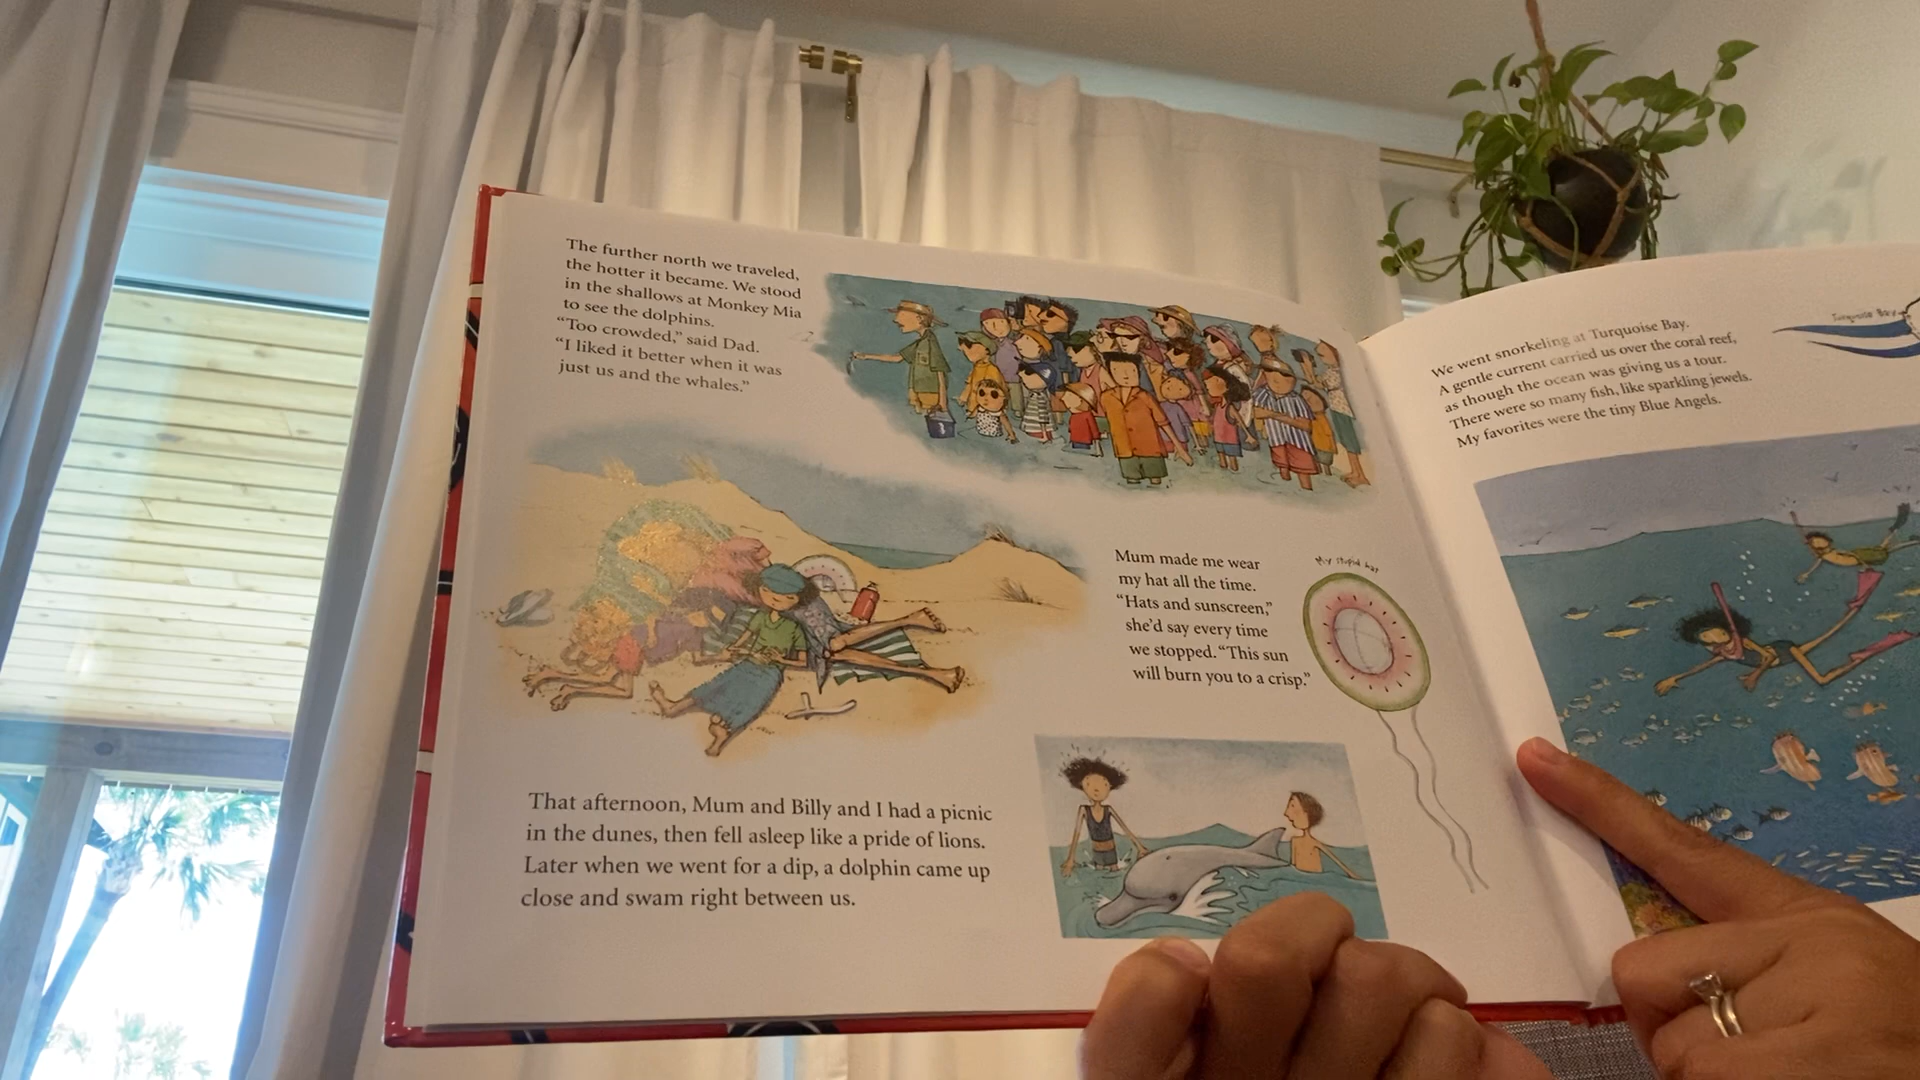 The further north we traveled,
the hotter it became. We stood
in the shallows at Monkey Mia
to see the dolphins.
“Too crowded,” said Dad.
“I liked it better when it was
just us and the whales.”
Mum made me wear
my hat all the time.
“Hats and sunscreen,”
she’d say every time
we stopped. “This sun
will burn you to a crisp.”
My stupid hat
That afternoon, Mum and Billy and I had a picnic
in the dunes, then fell asleep like a pride of lions.
Later when we went for a dip, a dolphin came up
close and swam right between us.
We went snorkeling at Turquoise Bay.
A gentle current carried us over the coral reef,
as though the ocean was giving us a tour.
There were so many fish, like sparkling jewels.
My favorites were the tiny Blue Angels.
Turquoise Bay